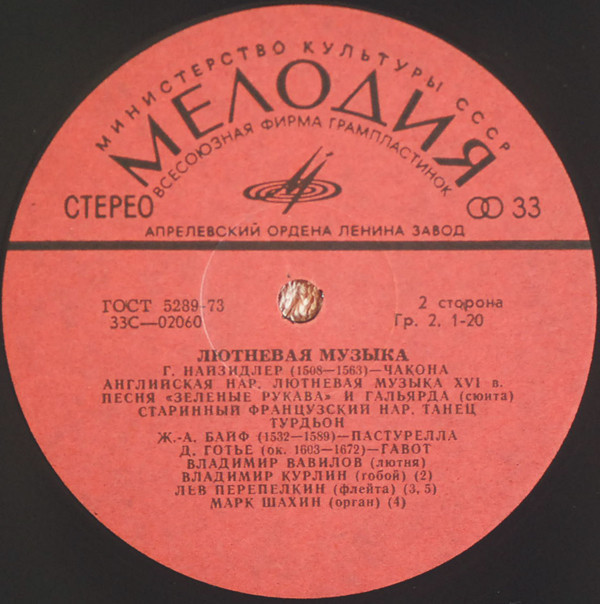 МИНИСТЕРСТВО КУЛЬТУРЫ СССР
МЕЛОДИЯ
ВСЕСОЮЗНАЯ ФИРМА ГРАМПЛАСТИНОК
СТЕРЕО 33
АПРЕЛЕВСКИЙ ОРДЕНА ЛЕНИНА ЗАВОД
ГОСТ 5289-73 2 сторона
33С—02060 Гр. 2. 1-20
ЛЮТНЕВАЯ МУЗЫКА
Г. НАЙЗИДЛЕР (1508—1563)—ЧАКОНА
АНГЛИЙСКАЯ НАР. ЛЮТНЕВАЯ МУЗЫКА XVI в.
ПЕСНЯ «ЗЕЛЕНЫЕ РУКАВА» И ГАЛЬЯРДА (сюита)
СТАРИННЫЙ ФРАНЦУЗСКИЙ НАР. ТАНЕЦ
ТУРДЬОН
Ж.-А. БАЙФ (1532—1589)—ПАСТУРЕЛЛА
Д. ГОТЬЕ (ок. 1603—1672)—ГАВОТ
ВЛАДИМИР ВАВИЛОВ (лютня)
ВЛАДИМИР КУРЛИН (гобой) (2)
ЛЕВ ПЕРЕПЕЛКИН (флейта) (3, 5)
МАРК ШАХИН (орган) (4)